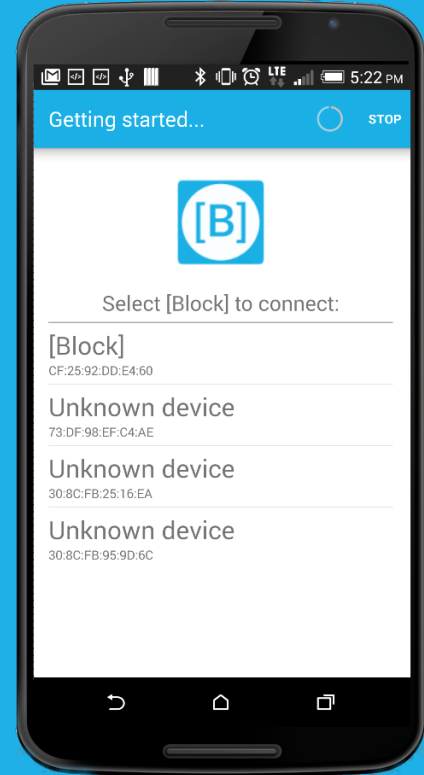 LTE 5:22 PM
Getting started... STOP
[B]
Select [Block] to connect:
[Block]
CF:25:92:DD:E4:60
Unknown device
73:DF:98:EF:C4:AE
Unknown device
30:8C:FB:25:16:EA
Unknown device
30:8C:FB:95:9D:6C